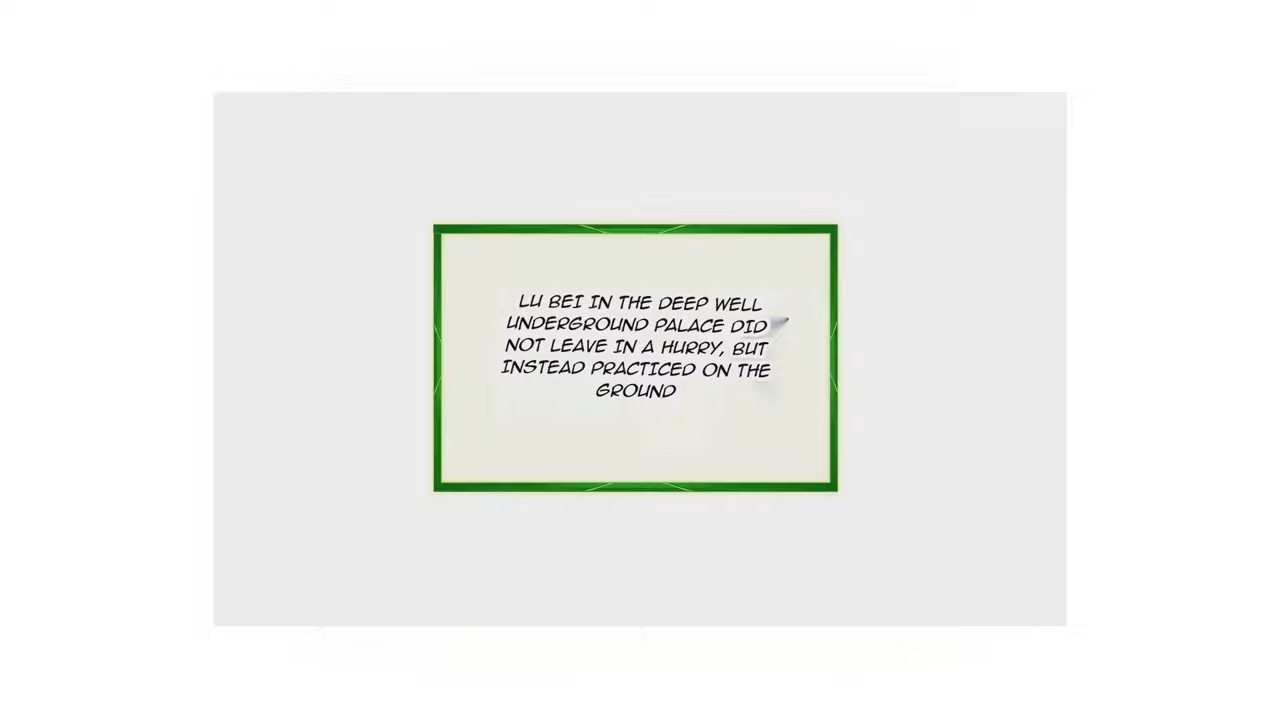 LU BEI IN THE DEEP WELL
UNDERGROUND PALACE DID
NOT LEAVE IN A HURRY, BUT
INSTEAD PRACTICED ON THE
GROUND